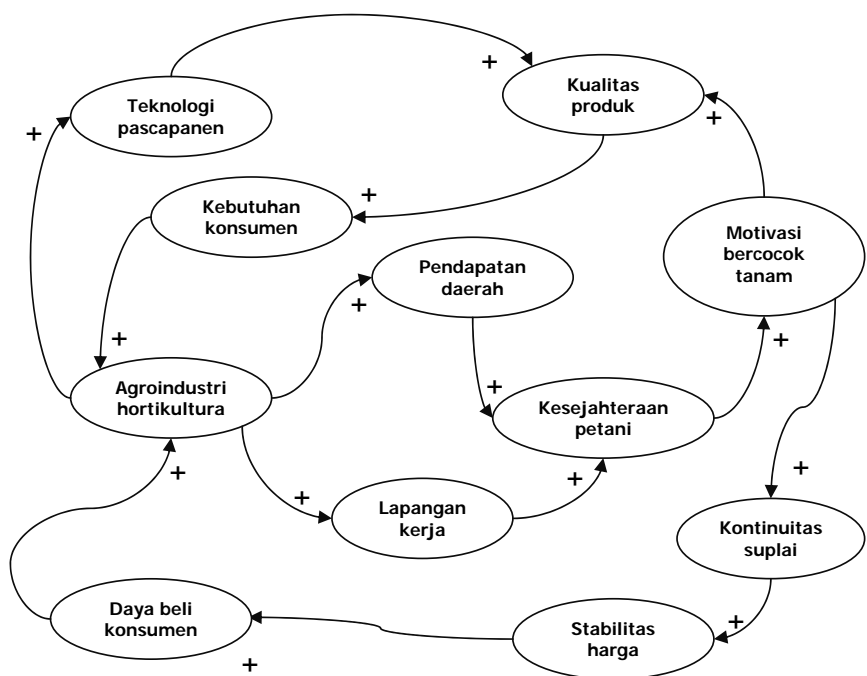 +
Teknologi
pascapanen
+
Kualitas
produk
+
+
Kebutuhan
konsumen
+
Motivasi
bercocok
tanam
Pendapatan
daerah
+
+
+
Agroindustri
hortikultura
+
Kesejahteraan
petani
+
+
Lapangan
kerja
+
+
Kontinuitas
suplai
Daya beli
konsumen
+
Stabilitas
harga
+